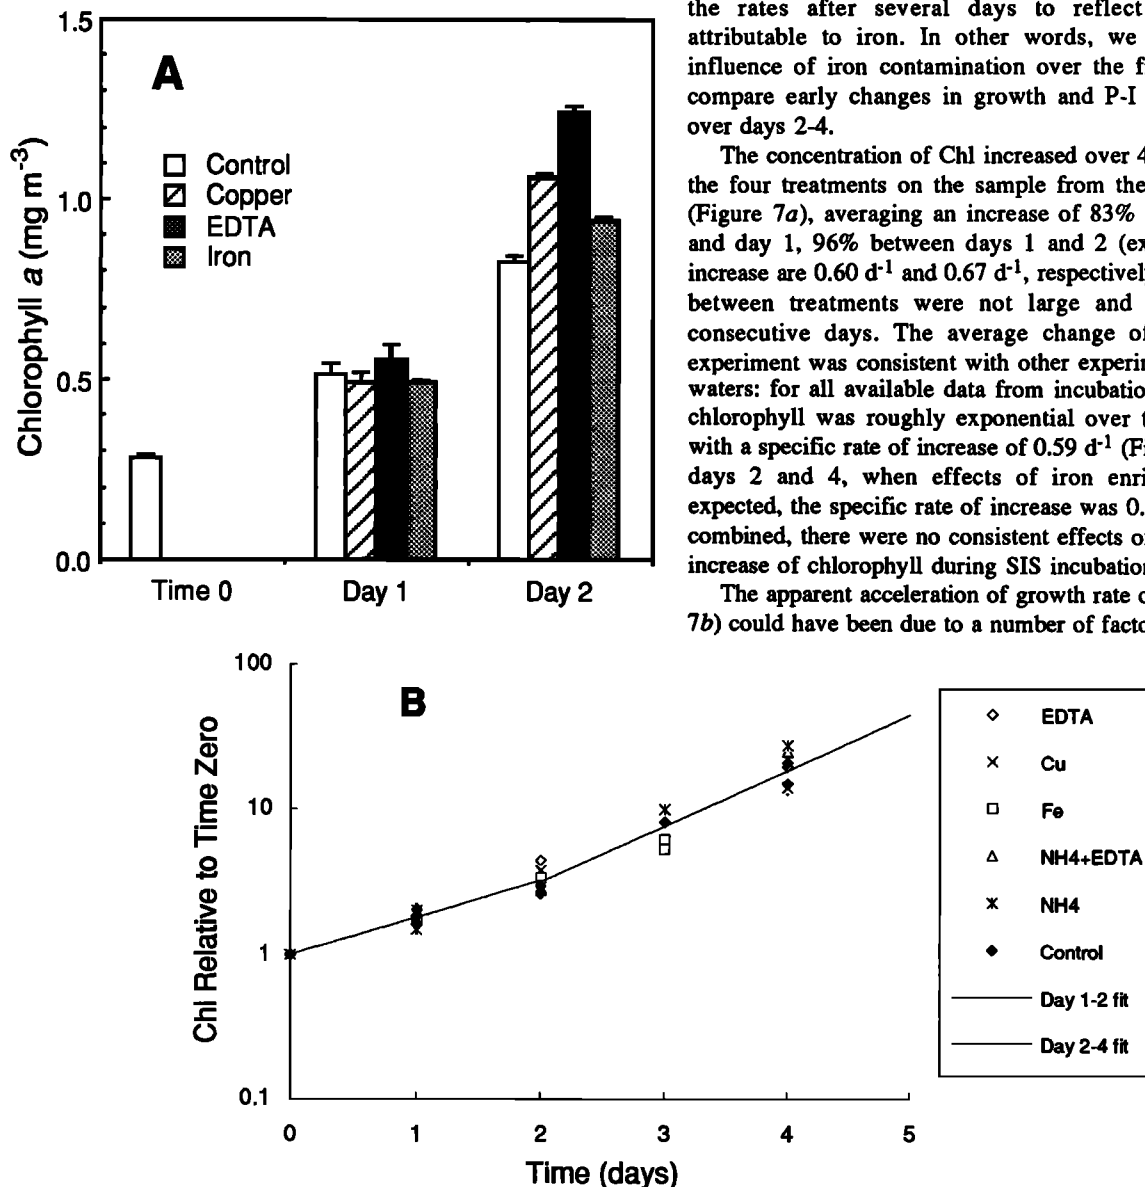 1.5
1.0
0.5
0.0
Chlorophyll a (mg m-3)
A
Control
Copper
EDTA
Iron
Time 0
Day 1
Day 2
the rates after several days to reflect
attributable to iron. In other words, we
influence of iron contamination over the
compare early changes in growth and P-I
over days 2-4.
The concentration of Chl increased over 4
the four treatments on the sample from the
(Figure 7a), averaging an increase of 83%
and day 1, 96% between days 1 and 2
increase are 0.60 d-1 and 0.67 d-1, respectively
between treatments were not large and
consecutive days. The average change
experiment was consistent with other
waters: for all available data from
chlorophyll was roughly exponential over
with a specific rate of increase of 0.59 d-1
days 2 and 4, when effects of iron
expected, the specific rate of increase was 0.
combined, there were no consistent effects
increase of chlorophyll during SIS
The apparent acceleration of growth rate
7b) could have been due to a number of
100
10
1
0.1
Chl Relative to Time Zero
B
0 1 2 3 4 5
Time (days)
EDTA
Cu
Fe
NH4+EDTA
NH4
Control
Day 1-2 fit
Day 2-4 fit